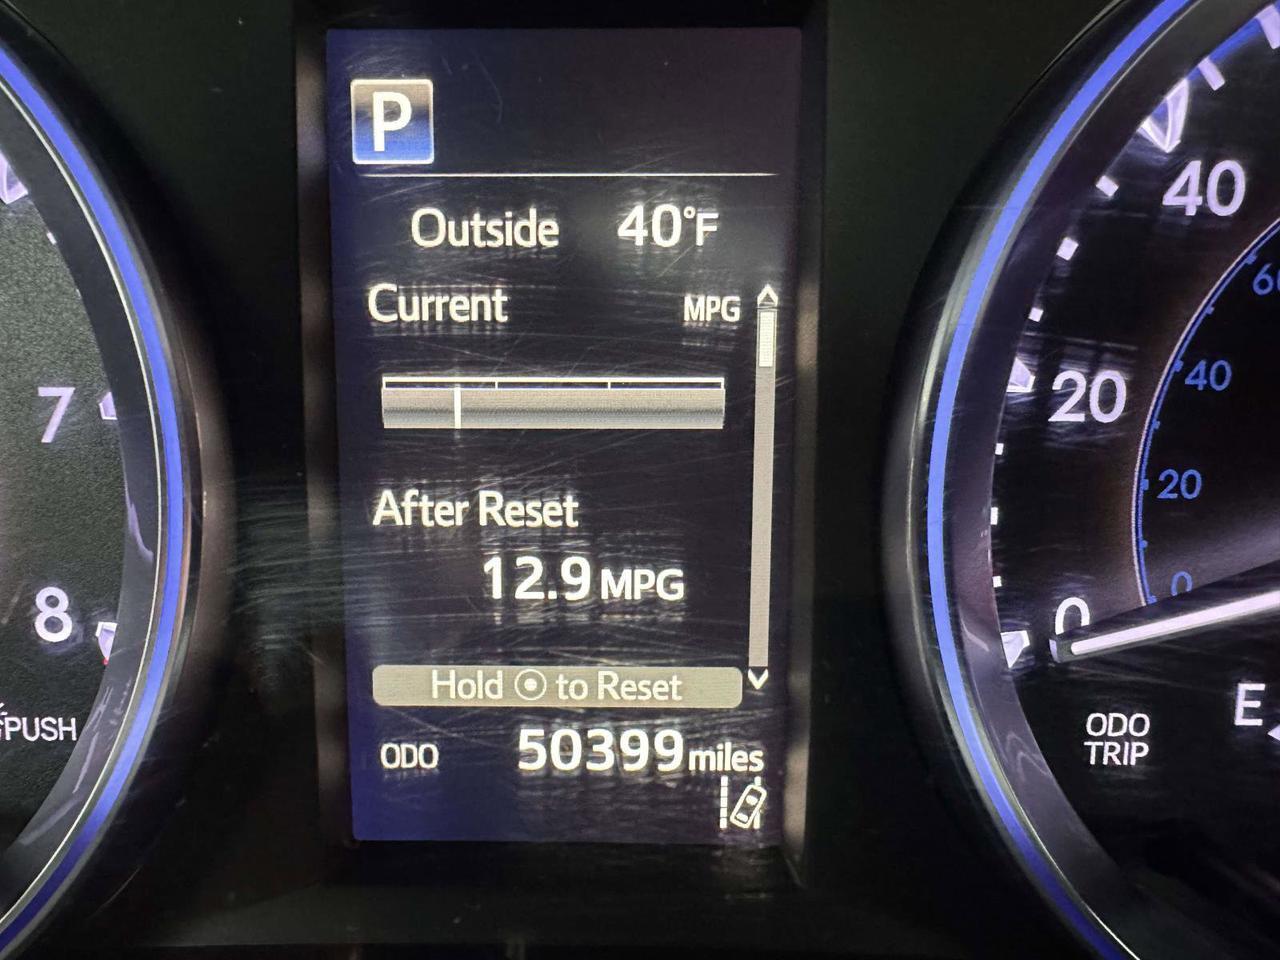 P
Outside 40°F
Current MPG
After Reset
12.9 MPG
Hold to Reset
ODO 50399 miles
7
8
PUSH
40
20
0
40
20
0
ODO
TRIP
E